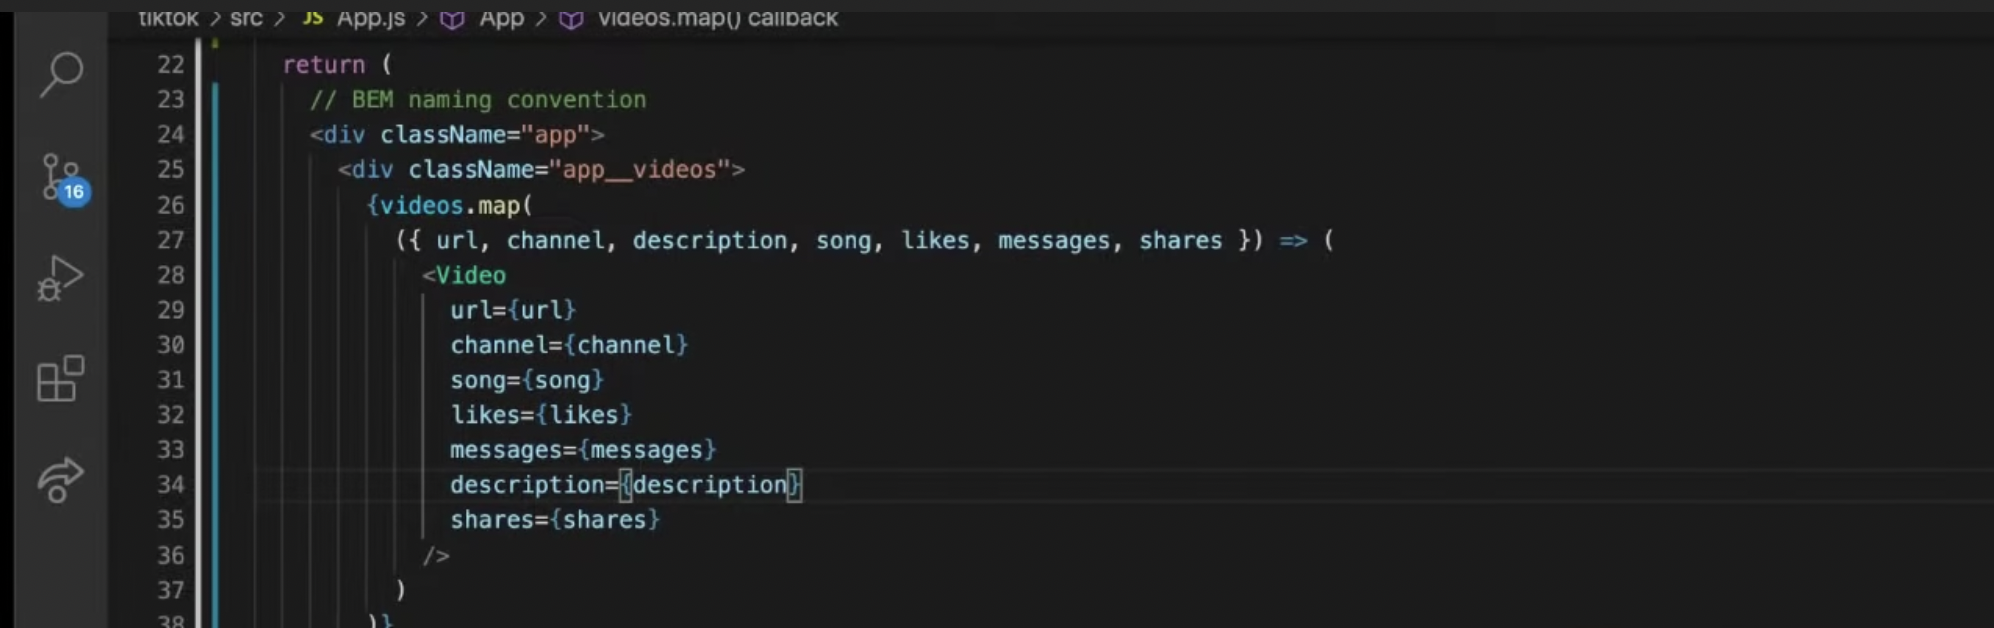 tiktok > src > JS App.js > App > videos.map() callback
22 return (
23 // BEM naming convention
24 <div className="app">
25 <div className="app__videos">
26 {videos.map(
27 ({ url, channel, description, song, likes, messages, shares }) => (
28 <Video
29 url={url}
30 channel={channel}
31 song={song}
32 likes={likes}
33 messages={messages}
34 description={description}
35 shares={shares}
36 />
37 )
38 )}
16